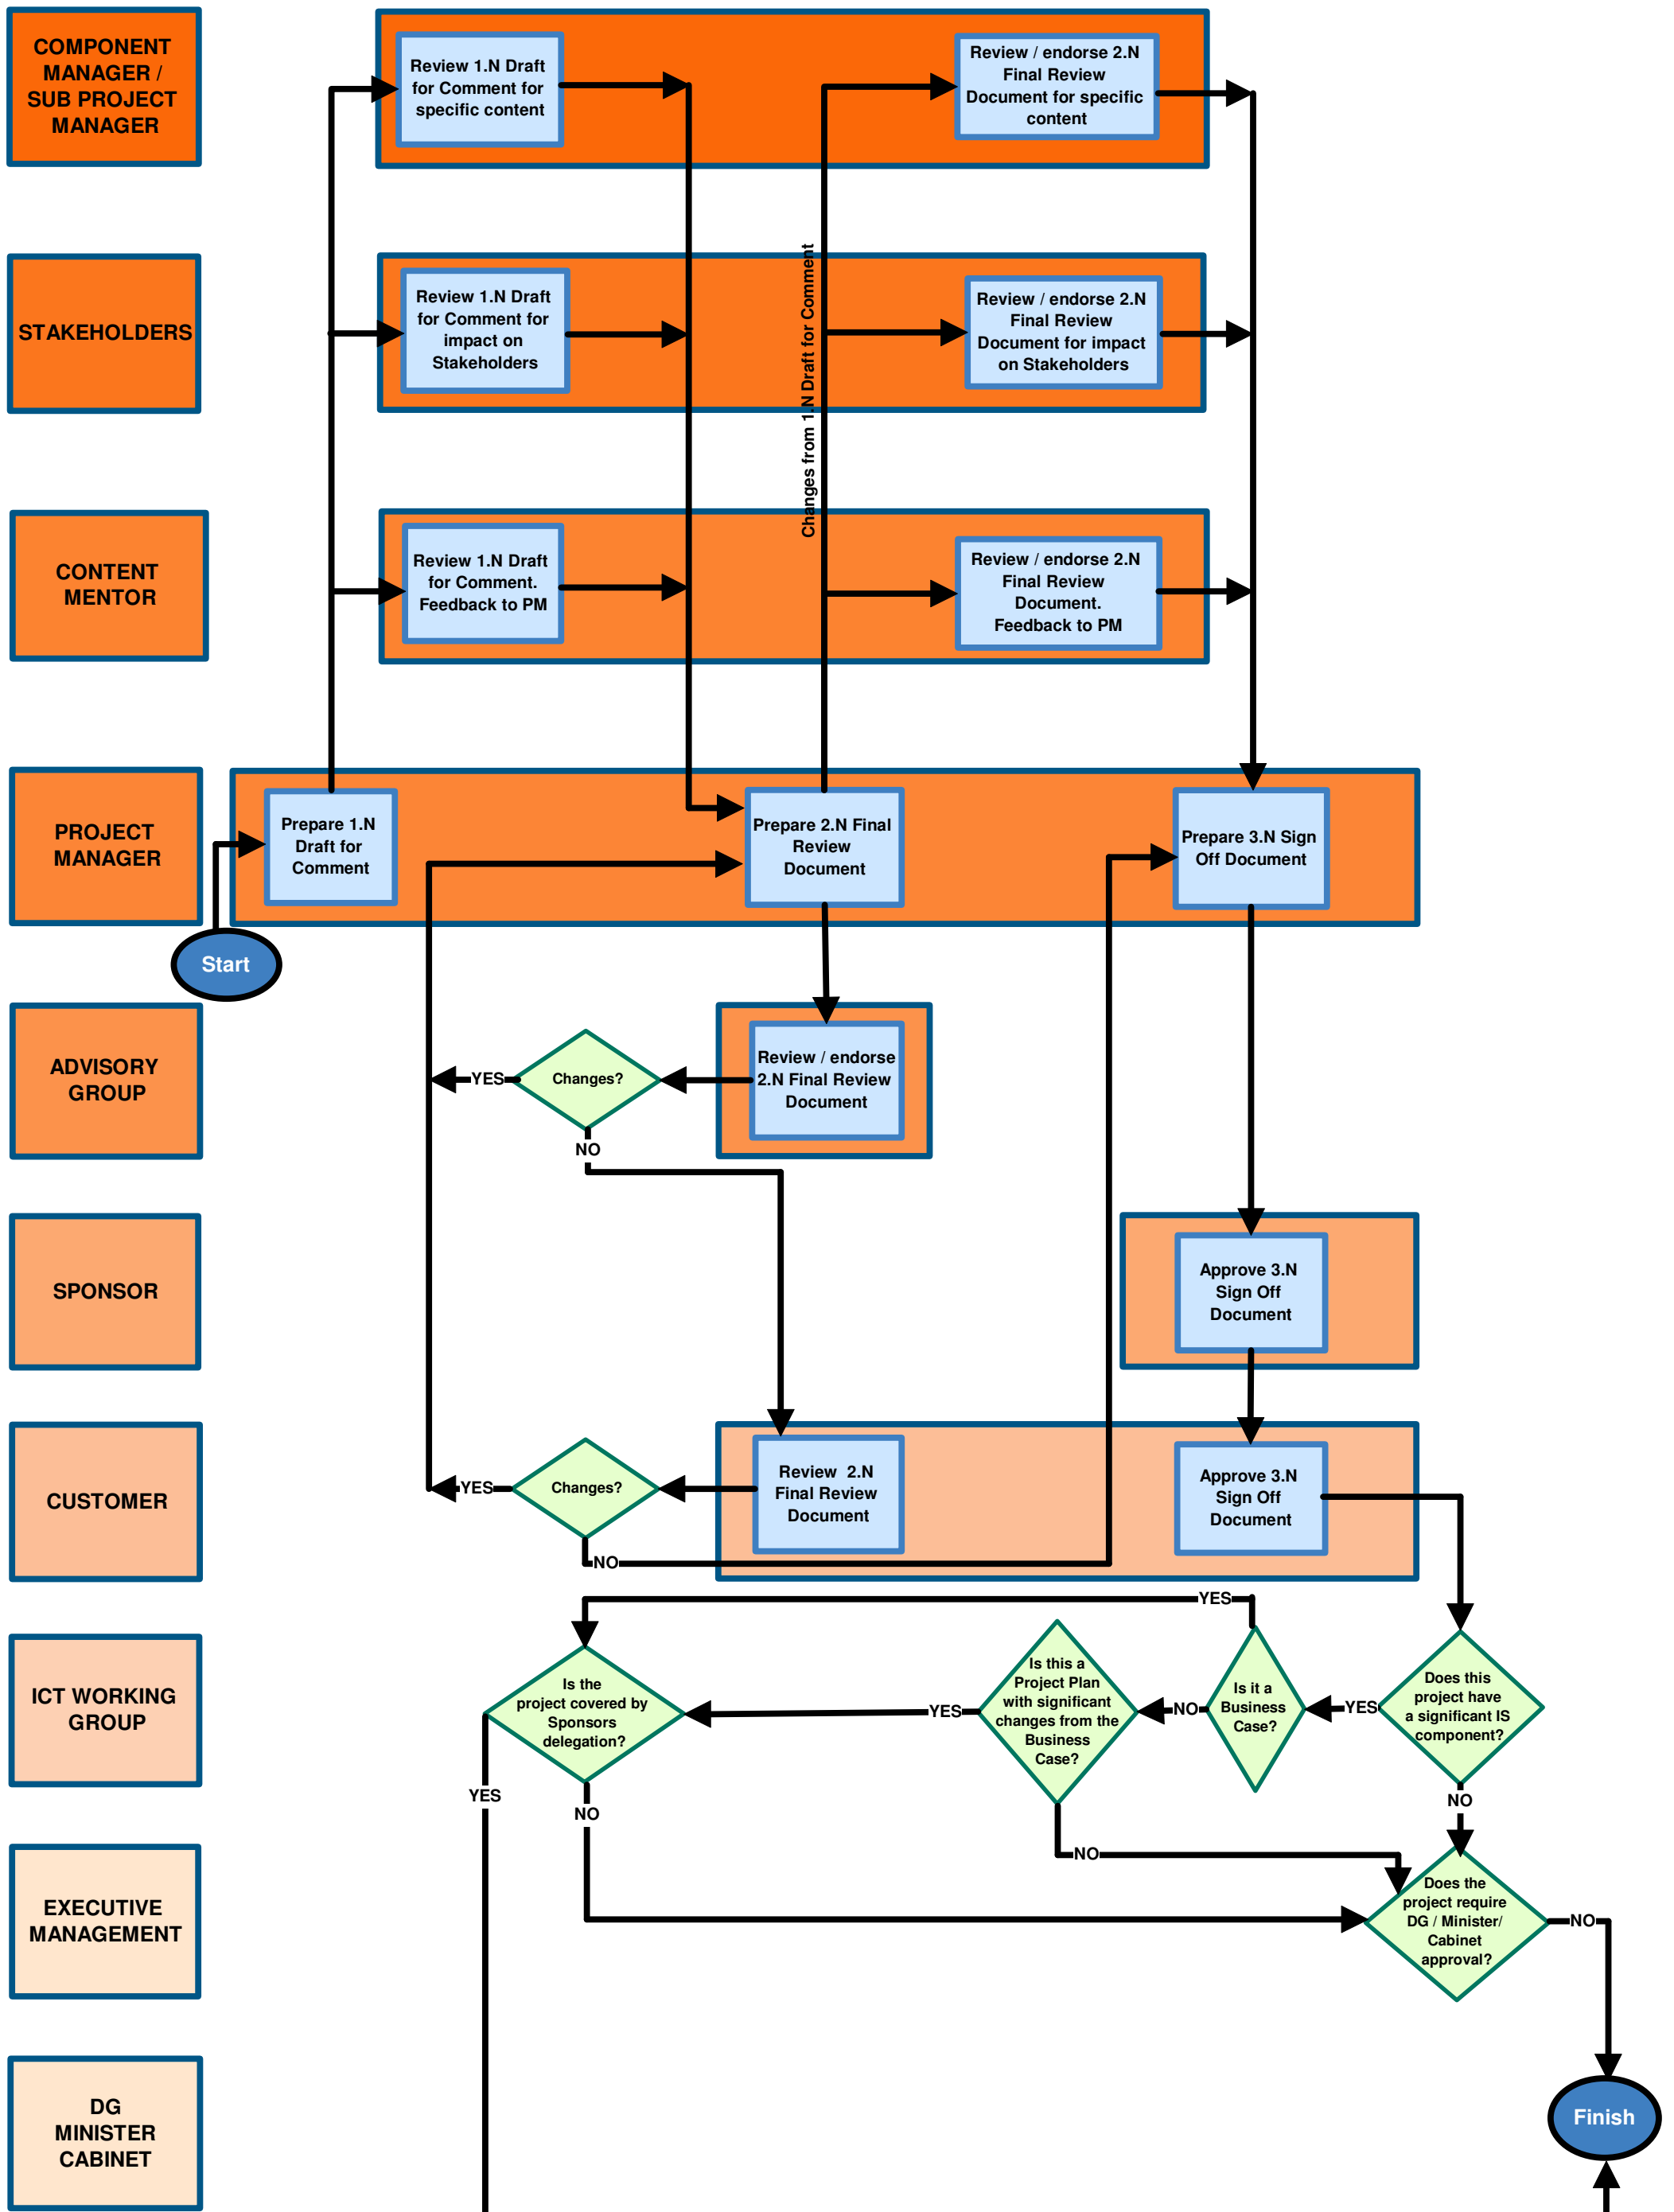 COMPONENT
MANAGER /
SUB PROJECT
MANAGER
Review 1.N Draft
for Comment for
specific content
Review / endorse 2.N
Final Review
Document for specific
content
STAKEHOLDERS
Review 1.N Draft
for Comment for
impact on
Stakeholders
Changes from 1.N Draft for Comment
Review / endorse 2.N
Final Review
Document for impact
on Stakeholders
CONTENT
MENTOR
Review 1.N Draft
for Comment.
Feedback to PM
Review / endorse 2.N
Final Review
Document.
Feedback to PM
PROJECT
MANAGER
Prepare 1.N
Draft for
Comment
Prepare 2.N Final
Review
Document
Prepare 3.N Sign
Off Document
Start
ADVISORY
GROUP
YES
Changes?
Review / endorse
2.N Final Review
Document
NO
SPONSOR
Approve 3.N
Sign Off
Document
CUSTOMER
YES
Changes?
Review 2.N
Final Review
Document
Approve 3.N
Sign Off
Document
NO
YES
ICT WORKING
GROUP
Is the
project covered by
Sponsors
delegation?
YES
Is this a
Project Plan
with significant
changes from the
Business
Case?
NO
Is it a
Business
Case?
YES
Does this
project have
a significant IS
component?
YES
NO
NO
NO
EXECUTIVE
MANAGEMENT
Does the
project require
DG / Minister/
Cabinet
approval?
NO
DG
MINISTER
CABINET
Finish